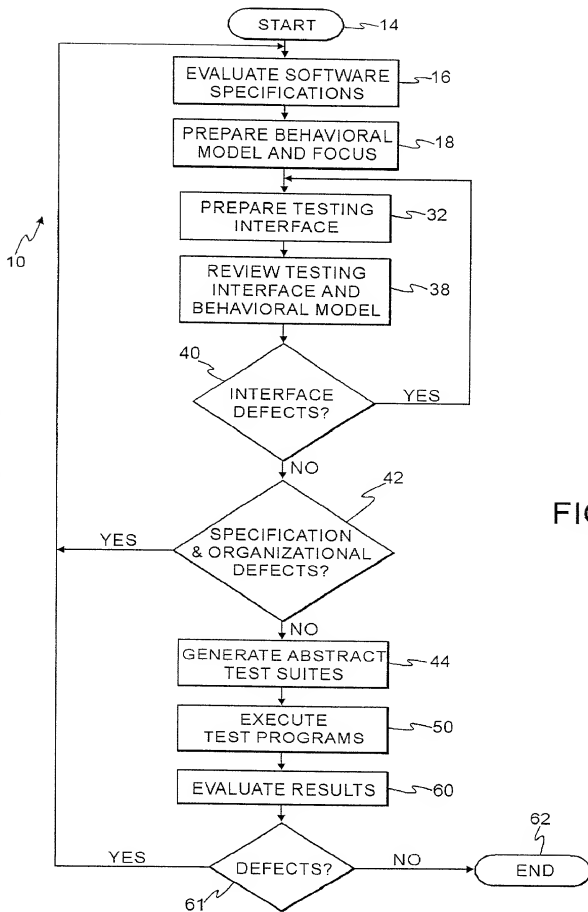 START
14
EVALUATE SOFTWARE
SPECIFICATIONS
16
PREPARE BEHAVIORAL
MODEL AND FOCUS
18
PREPARE TESTING
INTERFACE
32
10
REVIEW TESTING
INTERFACE AND
BEHAVIORAL MODEL
38
40
INTERFACE
DEFECTS?
YES
NO
42
FIG
YES
SPECIFICATION
& ORGANIZATIONAL
DEFECTS?
NO
GENERATE ABSTRACT
TEST SUITES
44
EXECUTE
TEST PROGRAMS
50
EVALUATE RESULTS
60
YES
DEFECTS?
61
NO
62
END